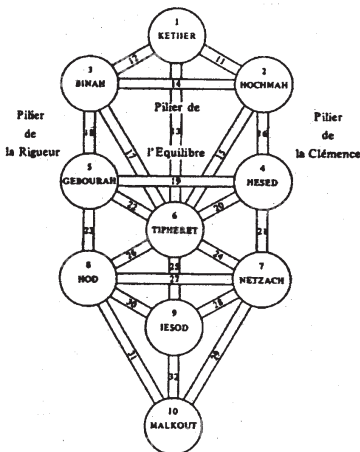 1
KETHER
12
11
3
BINAH
2
HOCHMAH
14
Pilier
de
la Rigueur
Pilier de
l'Equilibre
Pilier
de
la Clémence
13
18
17
15
16
5
GEBOURAH
4
HESED
19
22
20
6
TIPHERET
23
21
26
25
24
8
HOD
7
NETZACH
27
30
28
9
IESOD
31
32
29
10
MALKOUT